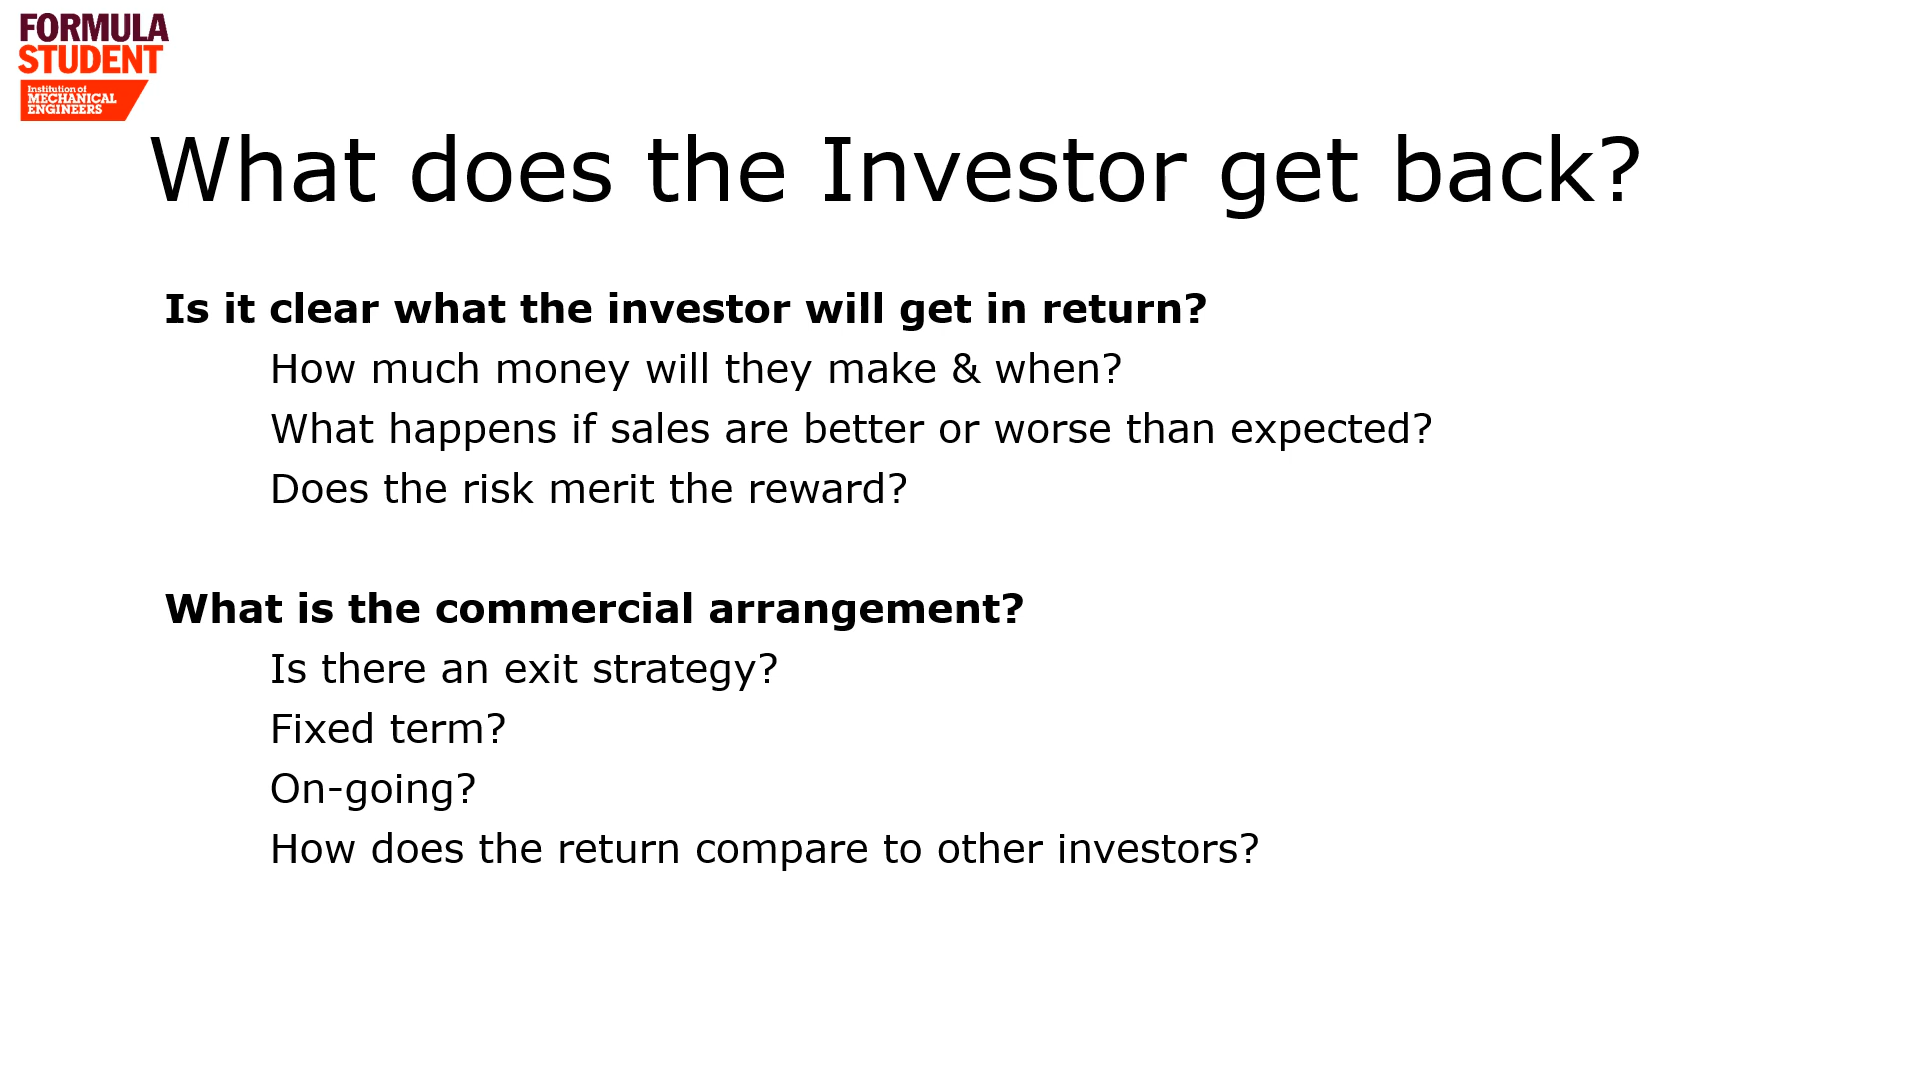 FORMULA
STUDENT
Institution of
MECHANICAL
ENGINEERS
What does the Investor get back?
Is it clear what the investor will get in return?
How much money will they make & when?
What happens if sales are better or worse than expected?
Does the risk merit the reward?
What is the commercial arrangement?
Is there an exit strategy?
Fixed term?
On-going?
How does the return compare to other investors?